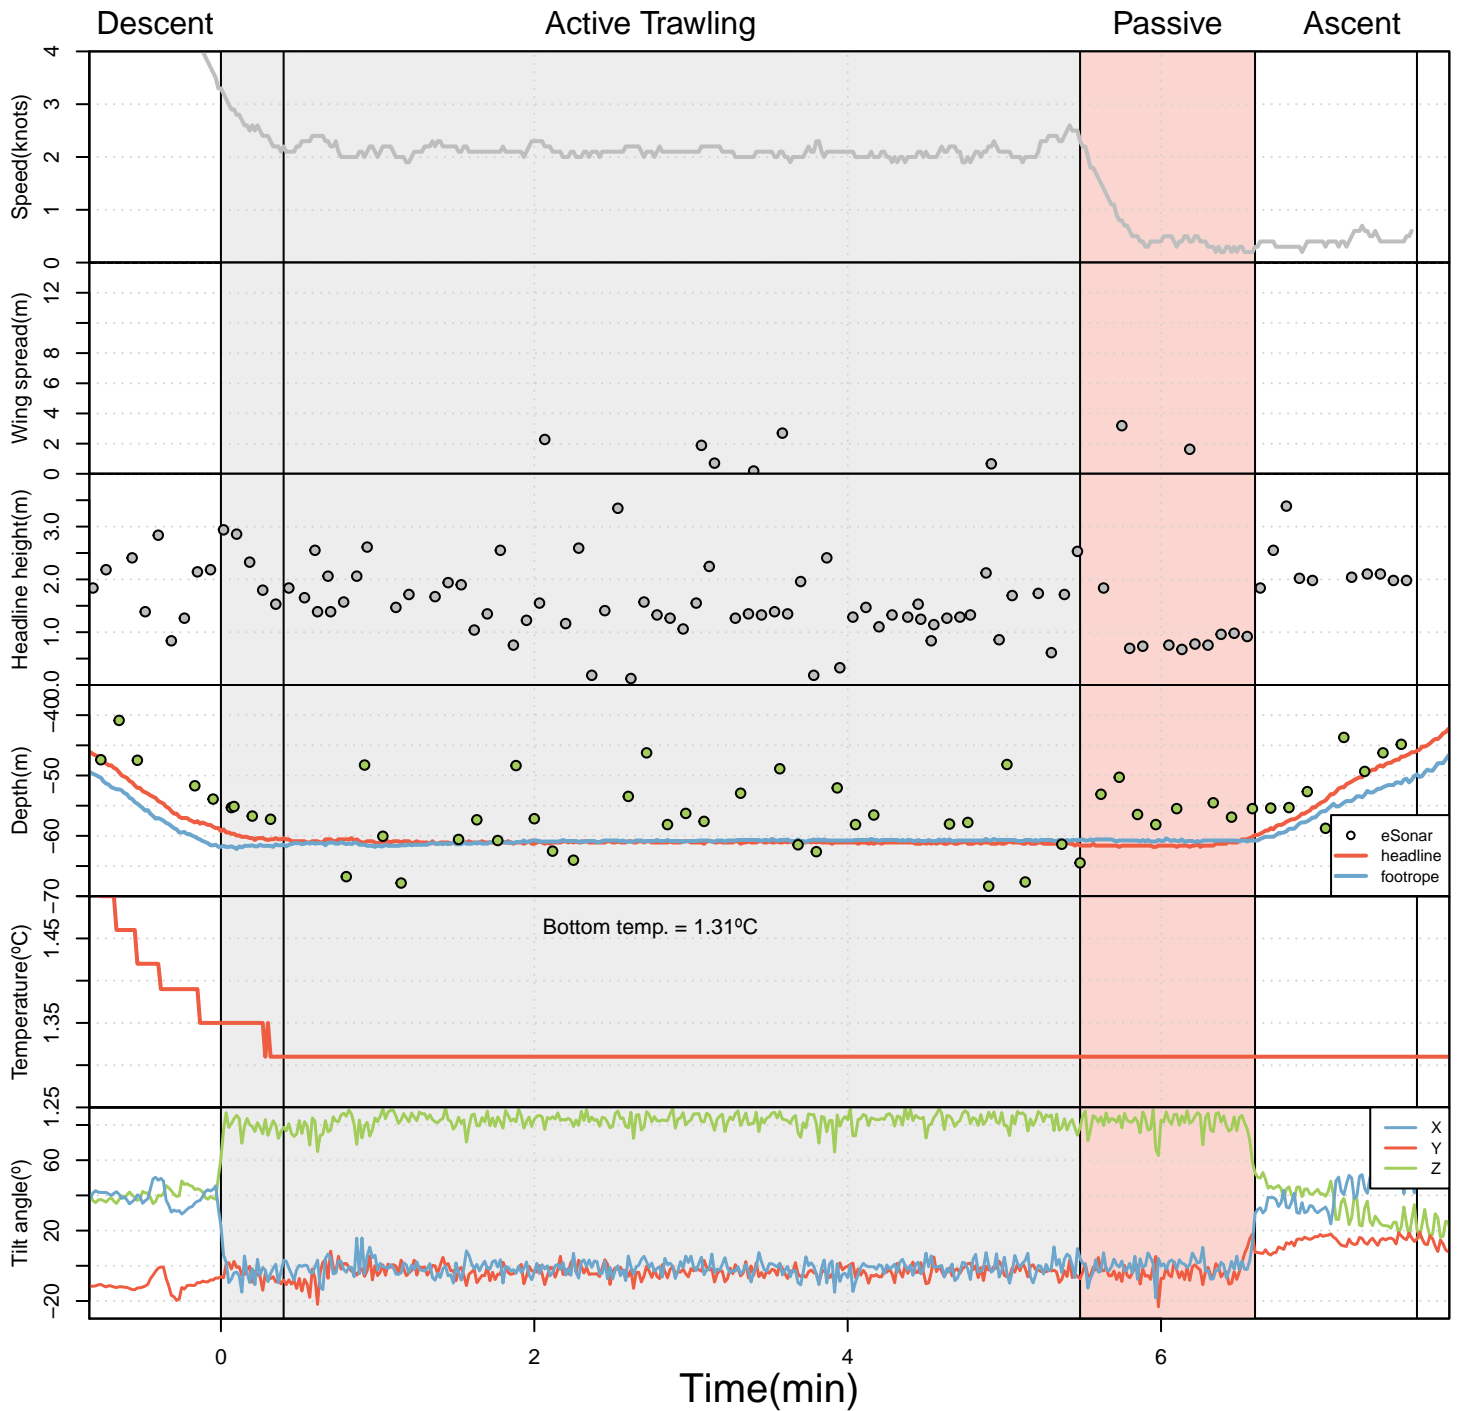 Descent Active Trawling Passive Ascent
Speed(knots)
4
3
2
1
0
Wing spread(m)
12
8
6
4
2
0
Headline height(m)
3.0
2.0
1.0
0.0
Depth(m)
−40
−50
−60
−70
eSonar
headline
footrope
Temperature(ºC)
1.45
1.35
1.25
Bottom temp. = 1.31ºC
Tilt angle(º)
60
20
−20
X
Y
Z
0 2 4 6
Time(min)